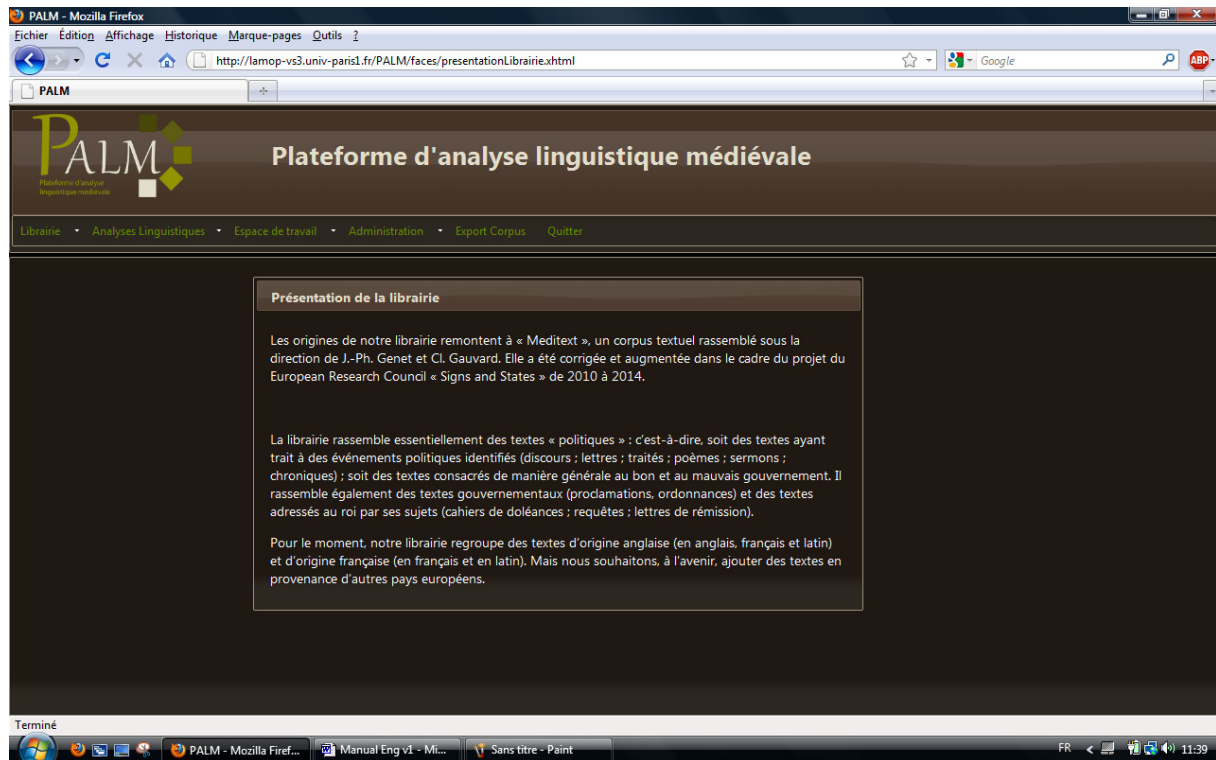 PALM - Mozilla Firefox
Fichier Édition Affichage Historique Marque-pages Outils ?
http://lamop-vs3.univ-paris1.fr/PALM/faces/presentationLibrairie.xhtml
Google
ABP
PALM
PALM
Plateforme d'analyse
linguistique médiévale
Plateforme d'analyse linguistique médiévale
Librairie Analyses Linguistiques Espace de travail Administration Export Corpus Quitter
Présentation de la librairie
Les origines de notre librairie remontent à « Meditext », un corpus textuel rassemblé sous la
direction de J.-Ph. Genet et Cl. Gauvard. Elle a été corrigée et augmentée dans le cadre du projet du
European Research Council « Signs and States » de 2010 à 2014.
La librairie rassemble essentiellement des textes « politiques » : c'est-à-dire, soit des textes ayant
trait à des événements politiques identifiés (discours ; lettres ; traités ; poèmes ; sermons ;
chroniques) ; soit des textes consacrés de manière générale au bon et au mauvais gouvernement. Il
rassemble également des textes gouvernementaux (proclamations, ordonnances) et des textes
adressés au roi par ses sujets (cahiers de doléances ; requêtes ; lettres de rémission).
Pour le moment, notre librairie regroupe des textes d'origine anglaise (en anglais, français et latin)
et d'origine française (en français et en latin). Mais nous souhaitons, à l'avenir, ajouter des textes en
provenance d'autres pays européens.
Terminé
PALM - Mozilla Firef... Manual Eng v1 - Mi... Sans titre - Paint FR 11:39